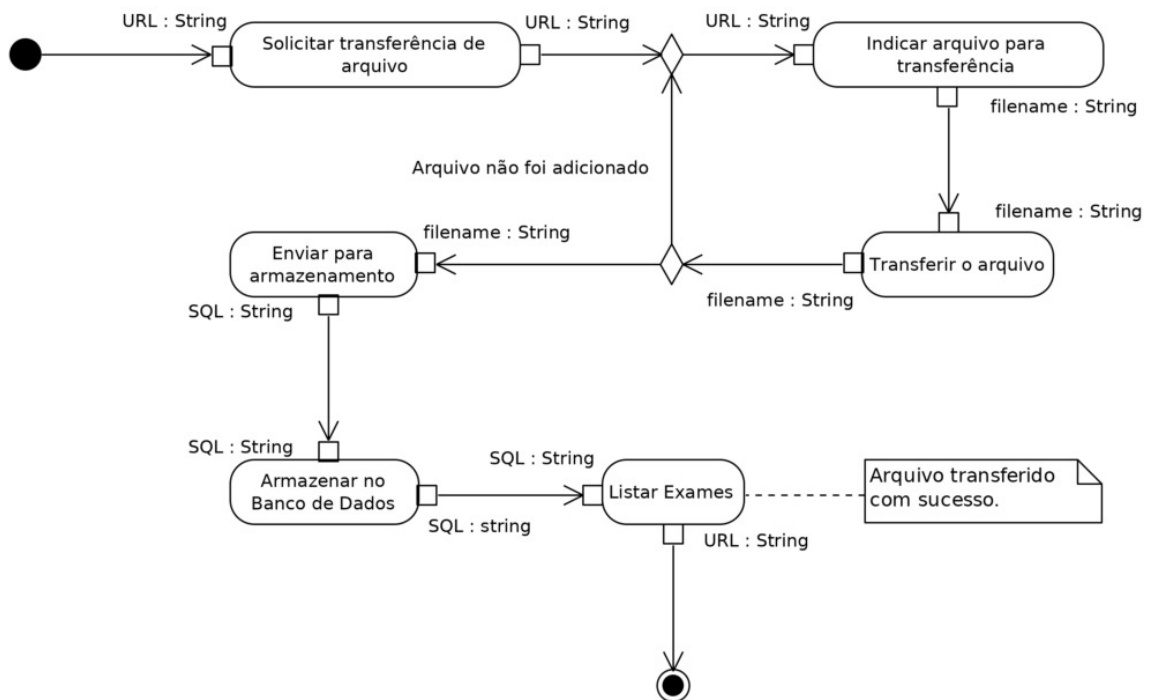 URL : String
URL : String
URL : String
Solicitar transferência de
arquivo
Indicar arquivo para
transferência
filename : String
Arquivo não foi adicionado
filename : String
filename : String
Enviar para
armazenamento
Transferir o arquivo
filename : String
SQL : String
SQL : String
SQL : String
Armazenar no
Banco de Dados
Listar Exames
Arquivo transferido
com sucesso.
SQL : string
URL : String